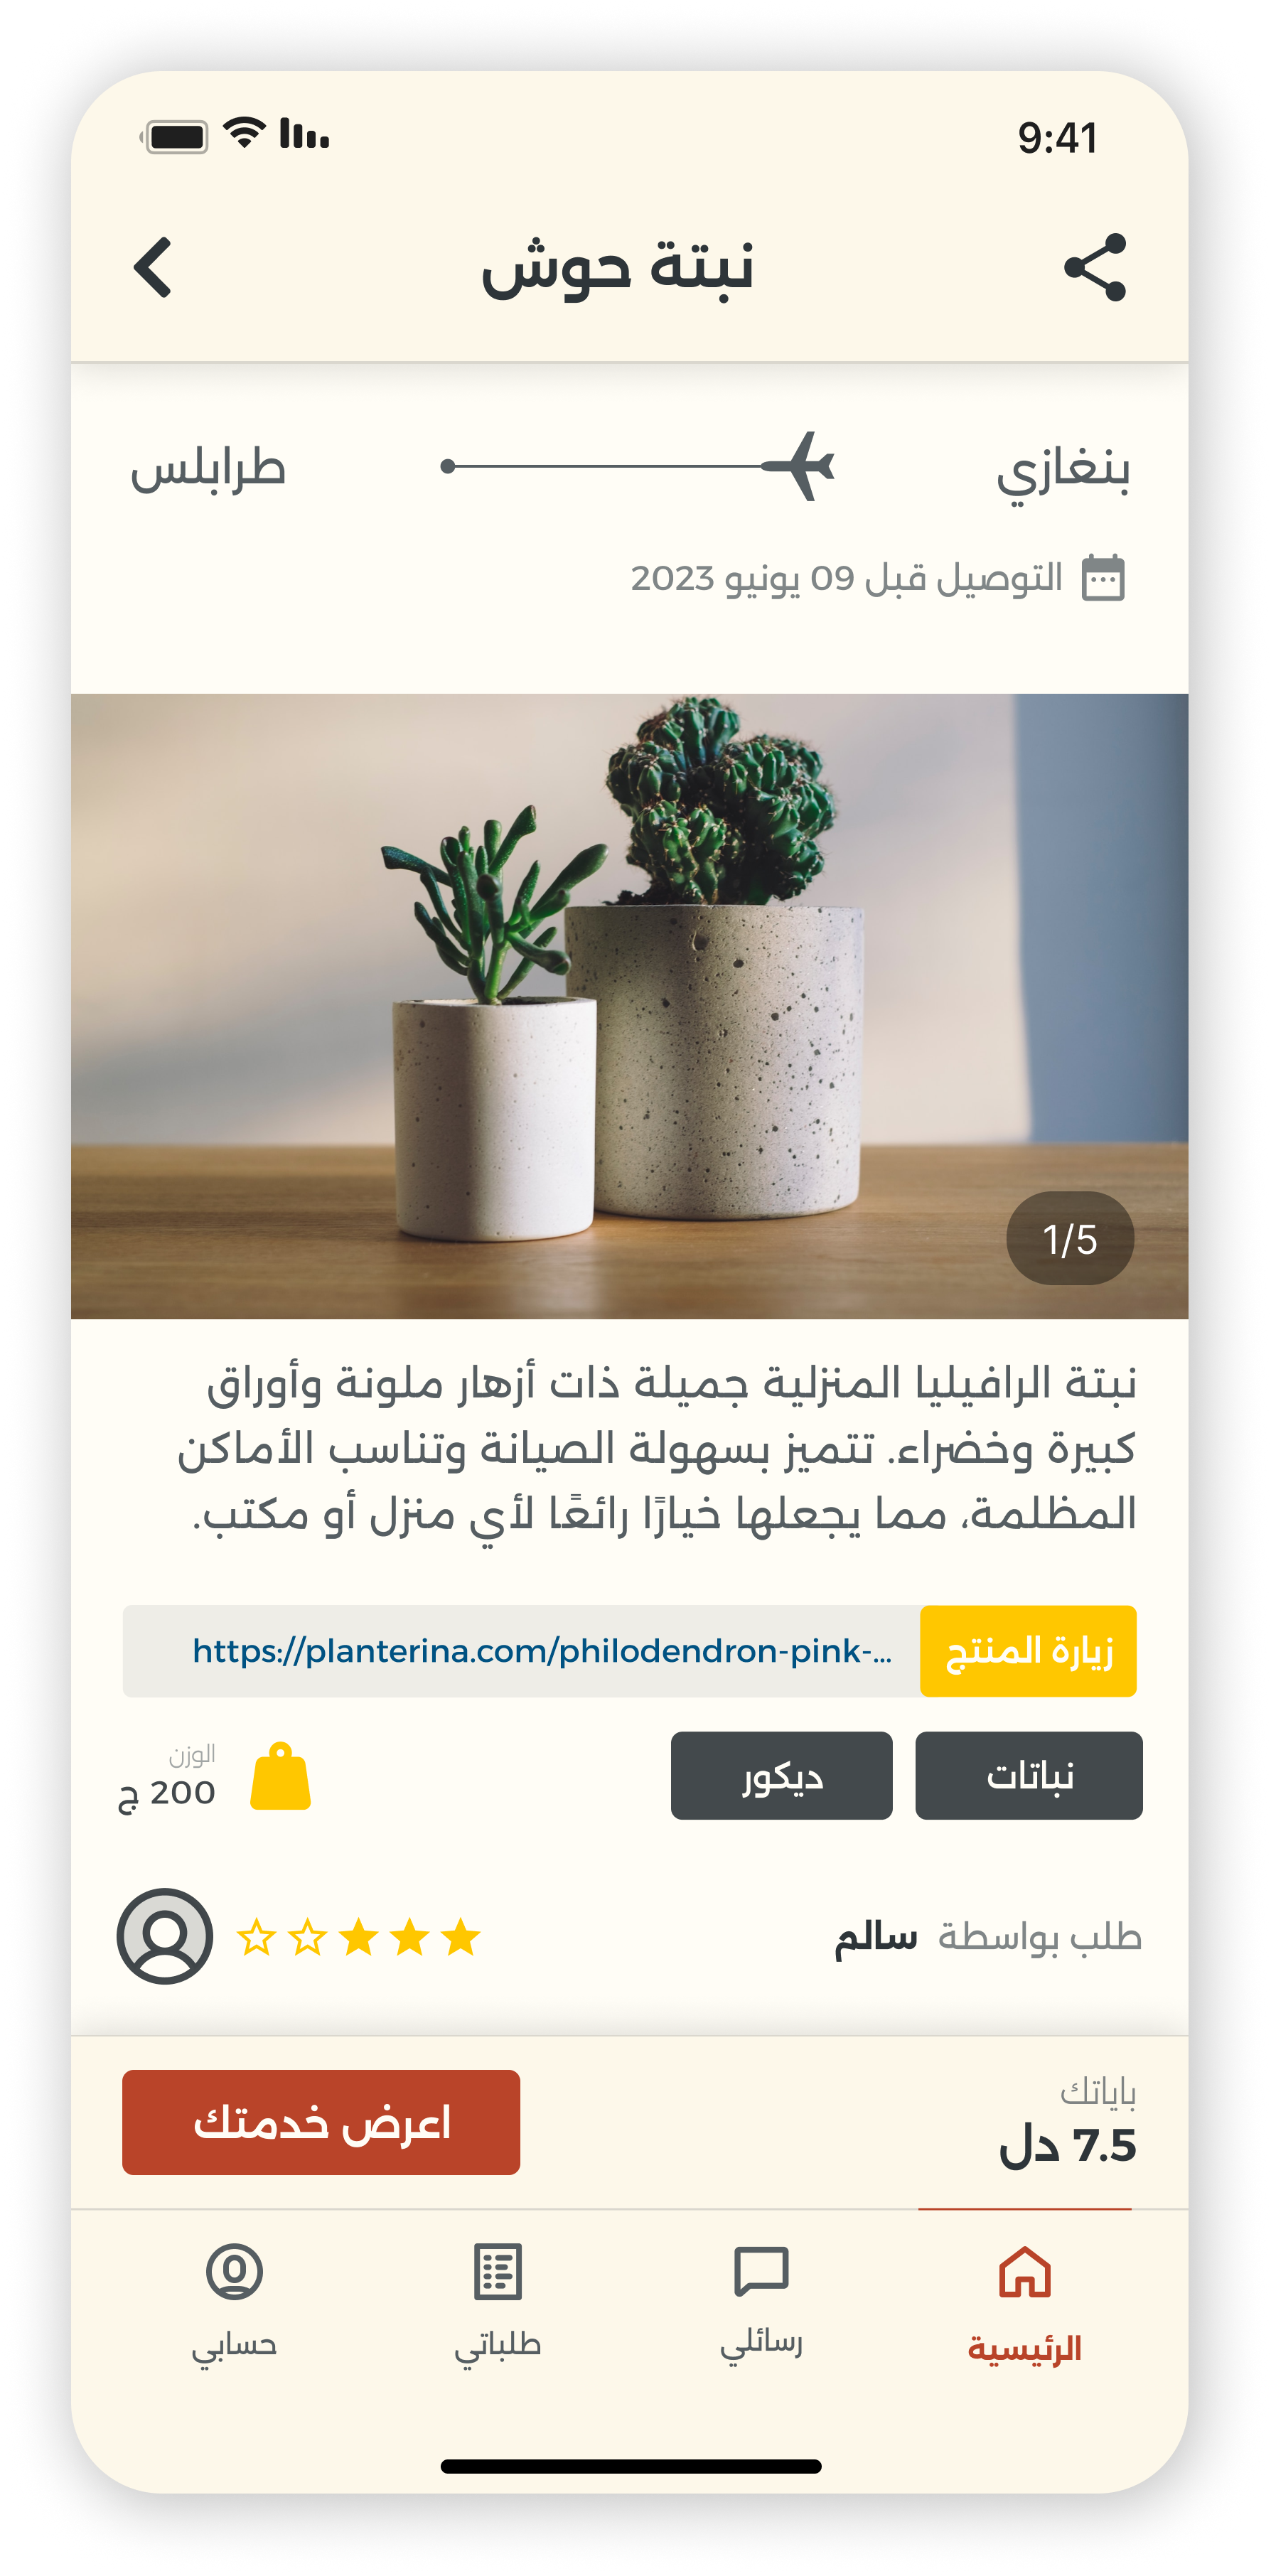 9:41
نبتة حوش
بنغازي
طرابلس
التوصيل قبل 09 يونيو 2023
1/5
نبتة الرافيليا المنزلية جميلة ذات أزهار ملونة وأوراق
كبيرة وخضراء. تتميز بسهولة الصيانة وتناسب الأماكن
المظلمة، مما يجعلها خيارًا رائعًا لأي منزل أو مكتب.
زيارة المنتج
https://planterina.com/philodendron-pink-...
نباتات
ديكور
الوزن
200 ج
طلب بواسطة سالم
باياتك
7.5 دل
اعرض خدمتك
الرئيسية
رسائلي
طلباتي
حسابي